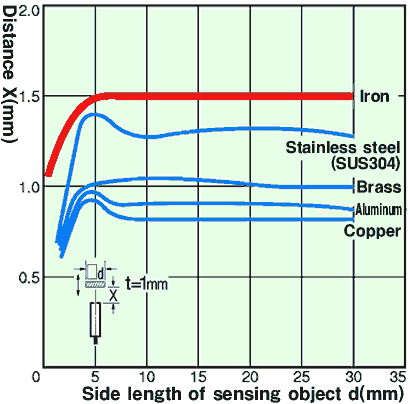 Distance X(mm)
2.0
1.5
1.0
0.5
0
5
10
15
20
25
30
35
Side length of sensing object d(mm)
Iron
Stainless steel
(SUS304)
Brass
Aluminum
Copper
d
t=1mm
X